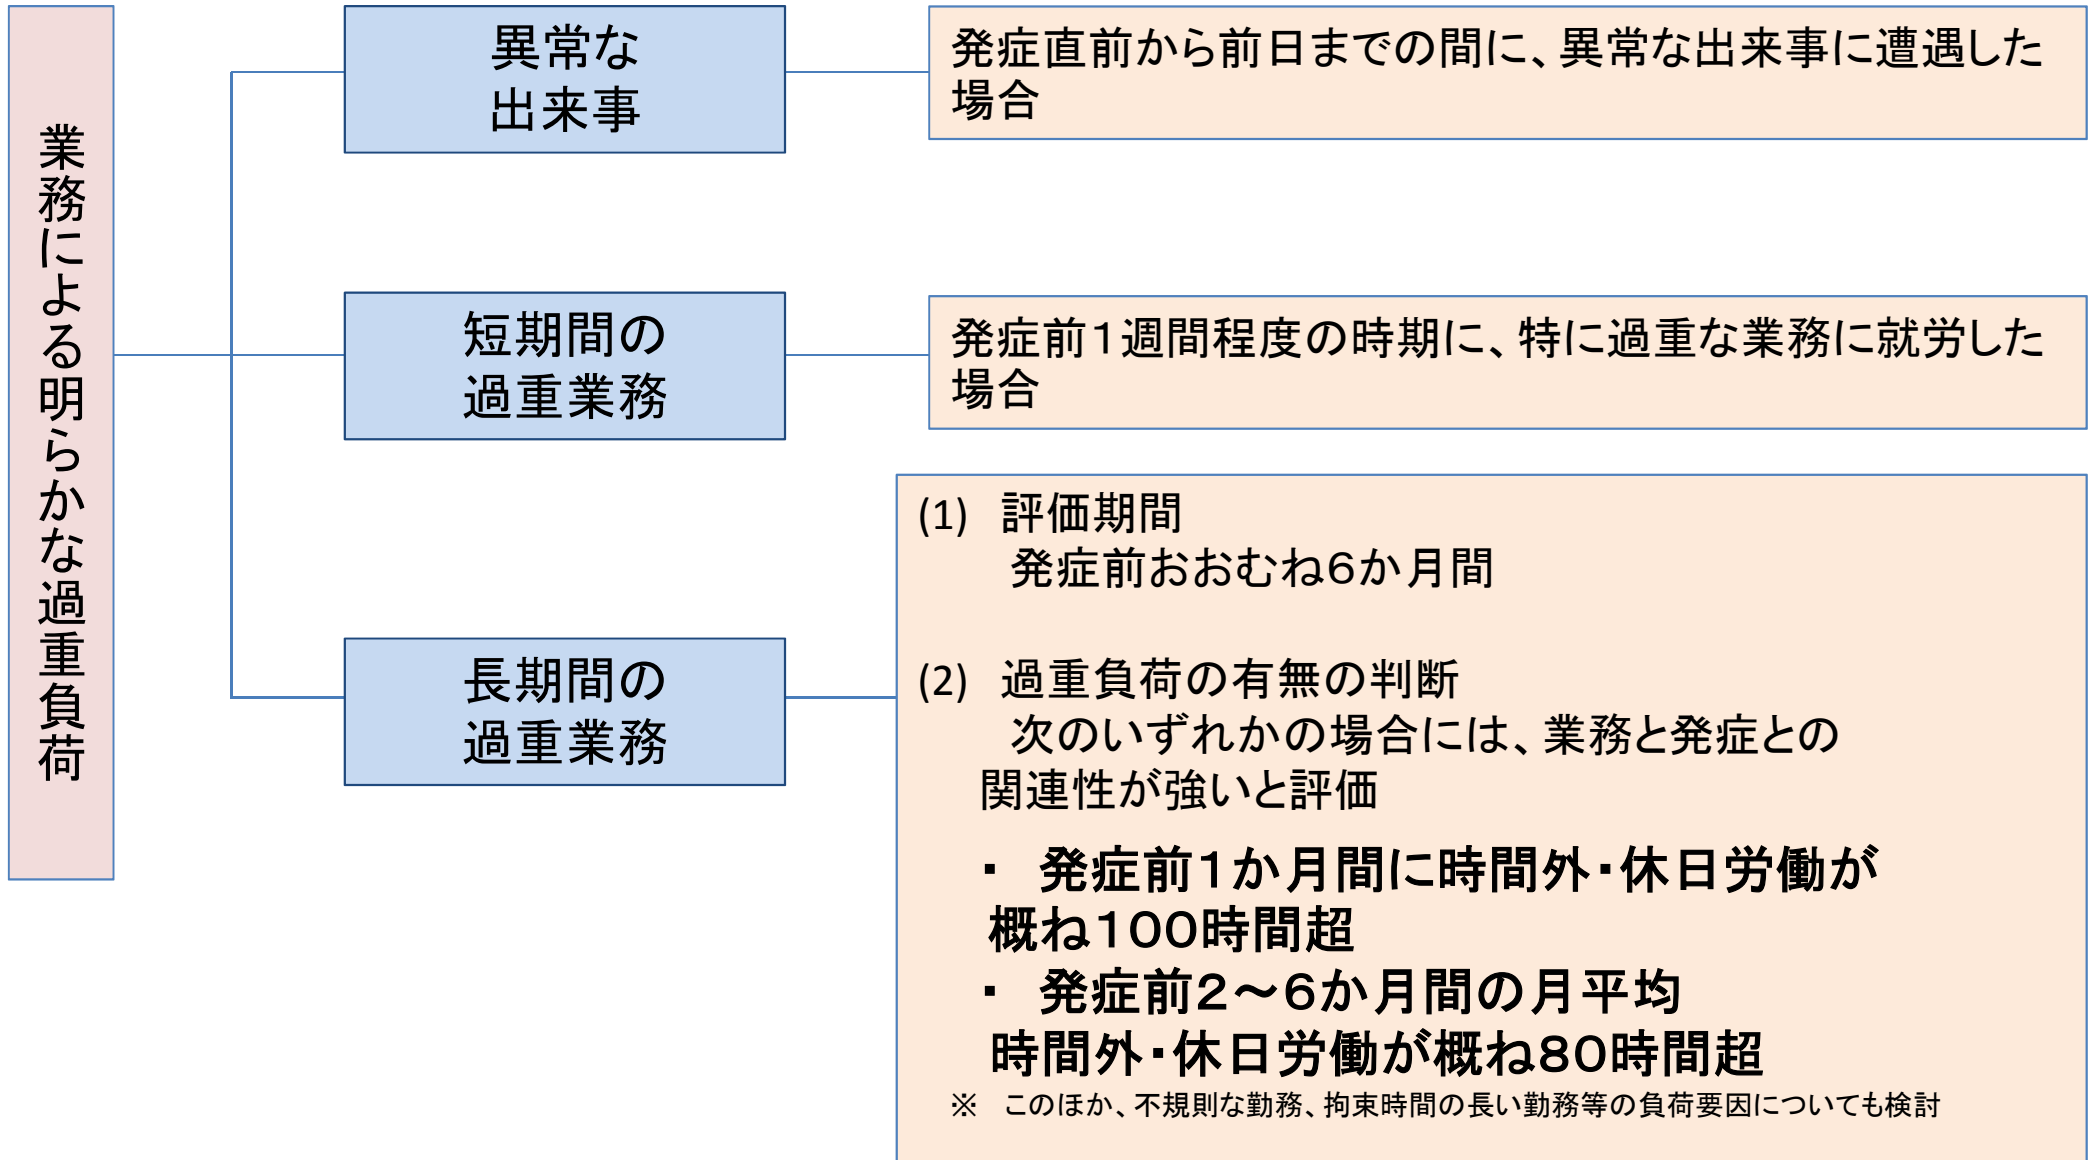 業務による明らかな過重負荷
異常な
出来事
発症直前から前日までの間に、異常な出来事に遭遇した
場合
短期間の
過重業務
発症前１週間程度の時期に、特に過重な業務に就労した
場合
長期間の
過重業務
(1)　評価期間
発症前おおむね６か月間
(2)　過重負荷の有無の判断
次のいずれかの場合には、業務と発症との
関連性が強いと評価
・　発症前１か月間に時間外・休日労働が
概ね１００時間超
・　発症前２～６か月間の月平均
時間外・休日労働が概ね８０時間超
※　このほか、不規則な勤務、拘束時間の長い勤務等の負荷要因についても検討